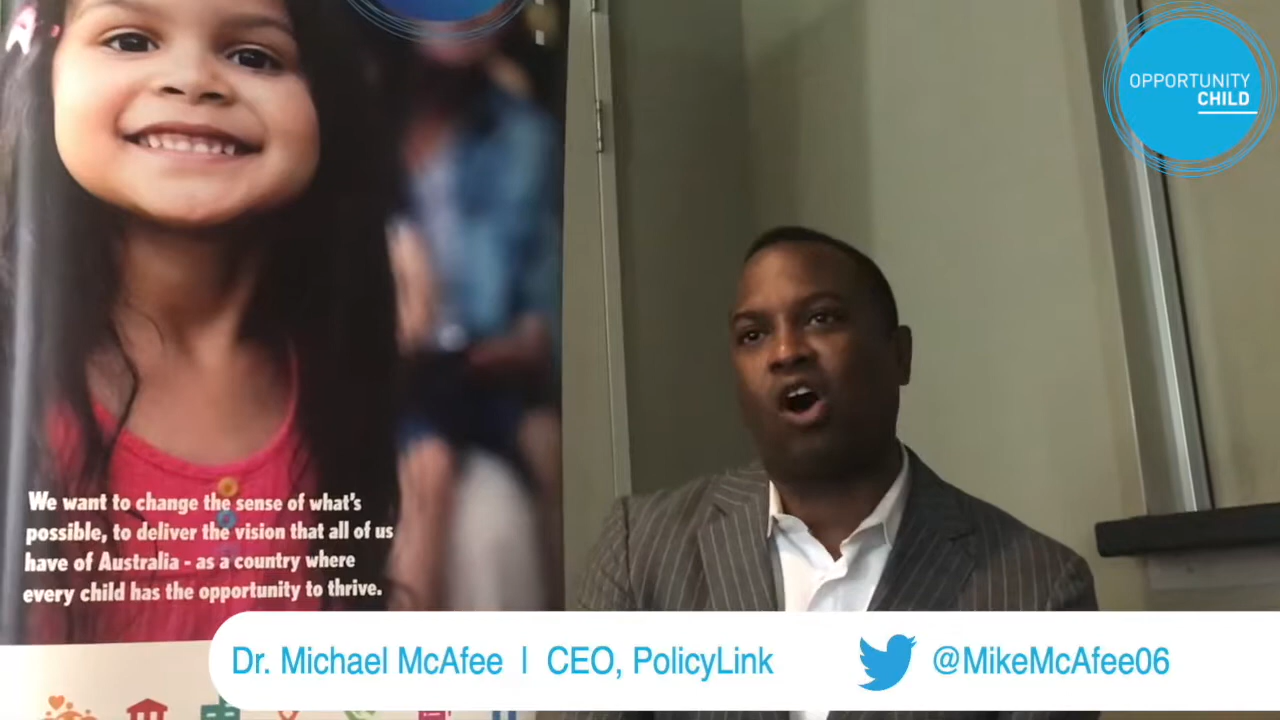 OPPORTUNITY
CHILD
We want to change the sense of what's
possible, to deliver the vision that all of us
have of Australia - as a country where
every child has the opportunity to thrive.
Dr. Michael McAfee | CEO, PolicyLink
@MikeMcAfee06